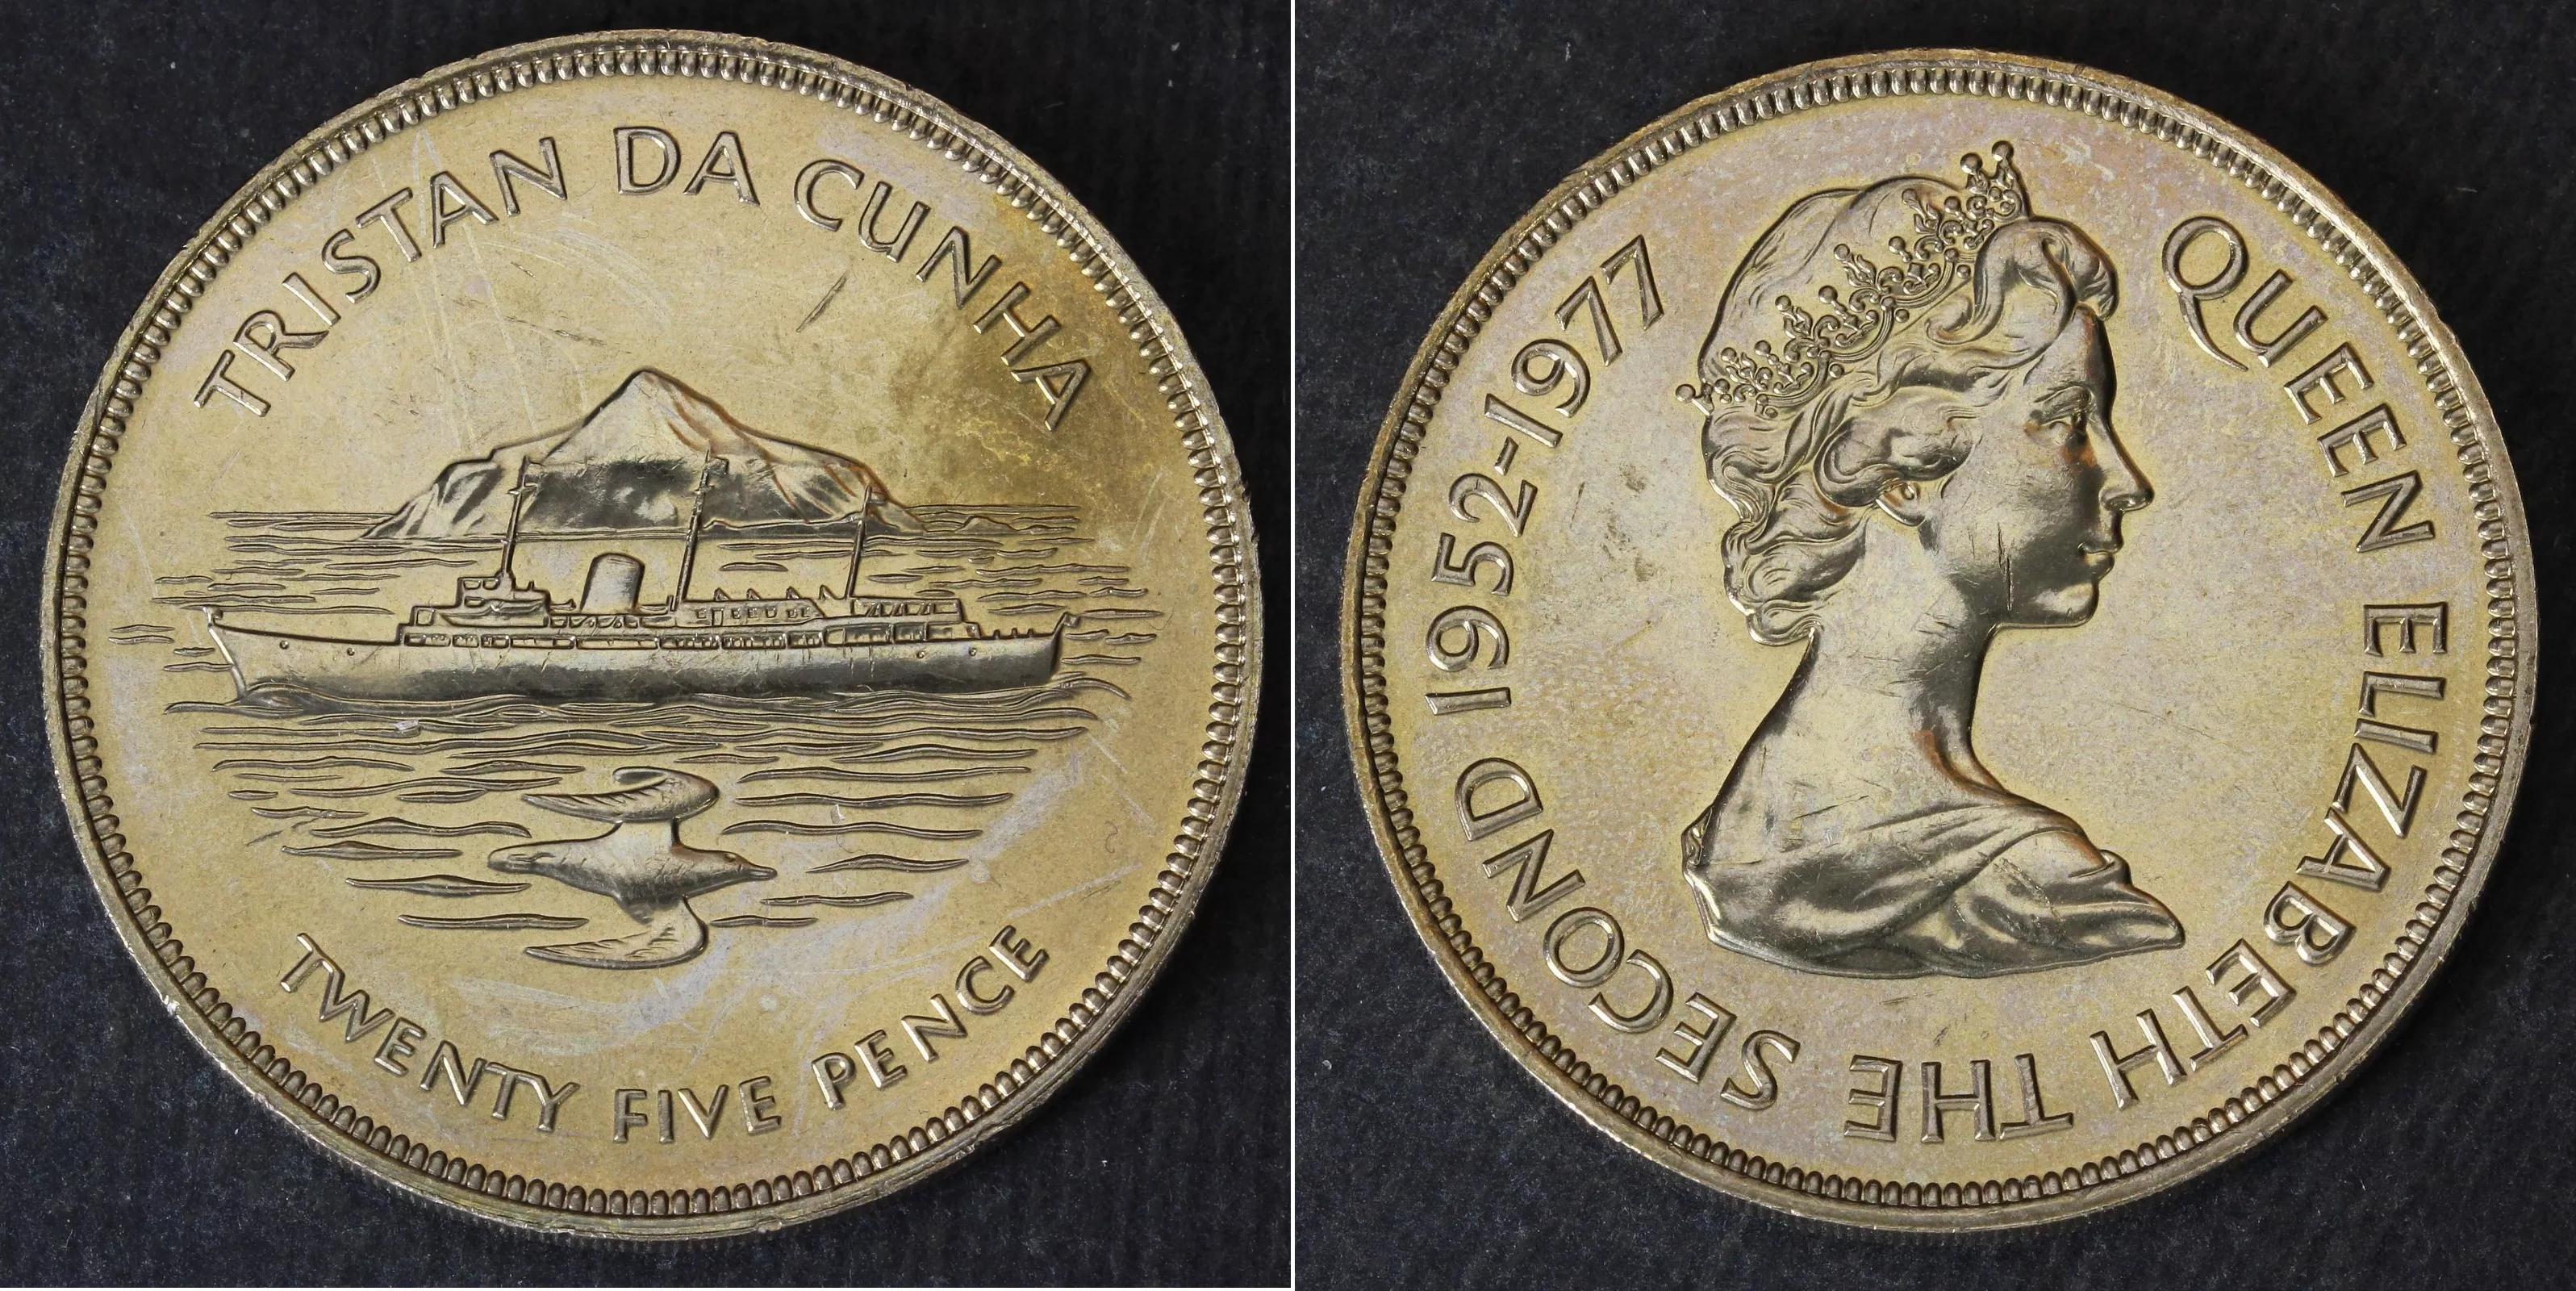 TRISTAN DA CUNHA
TWENTY FIVE PENCE
QUEEN ELIZABETH THE SECOND 1952-1977